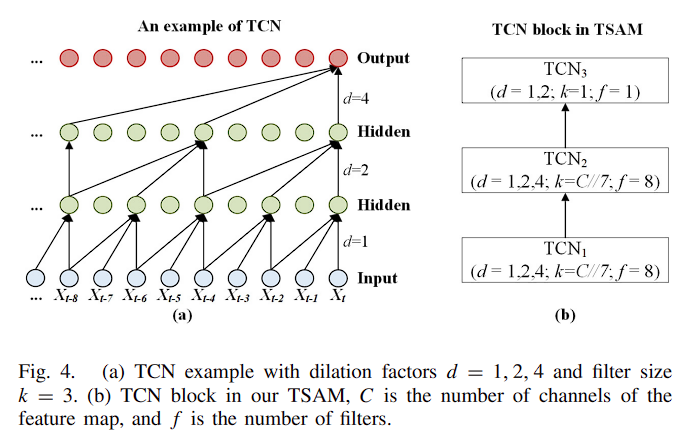 An example of TCN
... Output
d=4
... Hidden
d=2
... Hidden
d=1
Input
... Xt-8 Xt-7 Xt-6 Xt-5 Xt-4 Xt-3 Xt-2 Xt-1 Xt
(a)
TCN block in TSAM
TCN3
(d = 1,2; k=1; f = 1)
TCN2
(d = 1,2,4; k=C//7; f = 8)
TCN1
(d = 1,2,4; k=C//7; f = 8)
(b)
Fig. 4. (a) TCN example with dilation factors d = 1, 2, 4 and filter size
k = 3. (b) TCN block in our TSAM, C is the number of channels of the
feature map, and f is the number of filters.